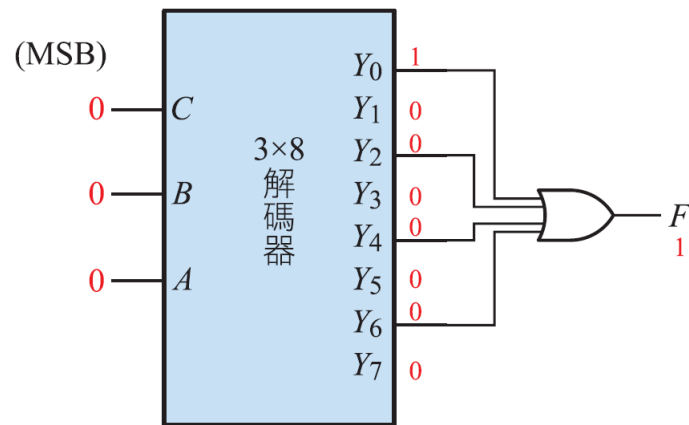 (MSB)
0 C
0 B
0 A
3×8
解
碼
器
Y0 1
Y1 0
Y2 0
Y3 0
Y4 0
Y5 0
Y6 0
Y7 0
F
1